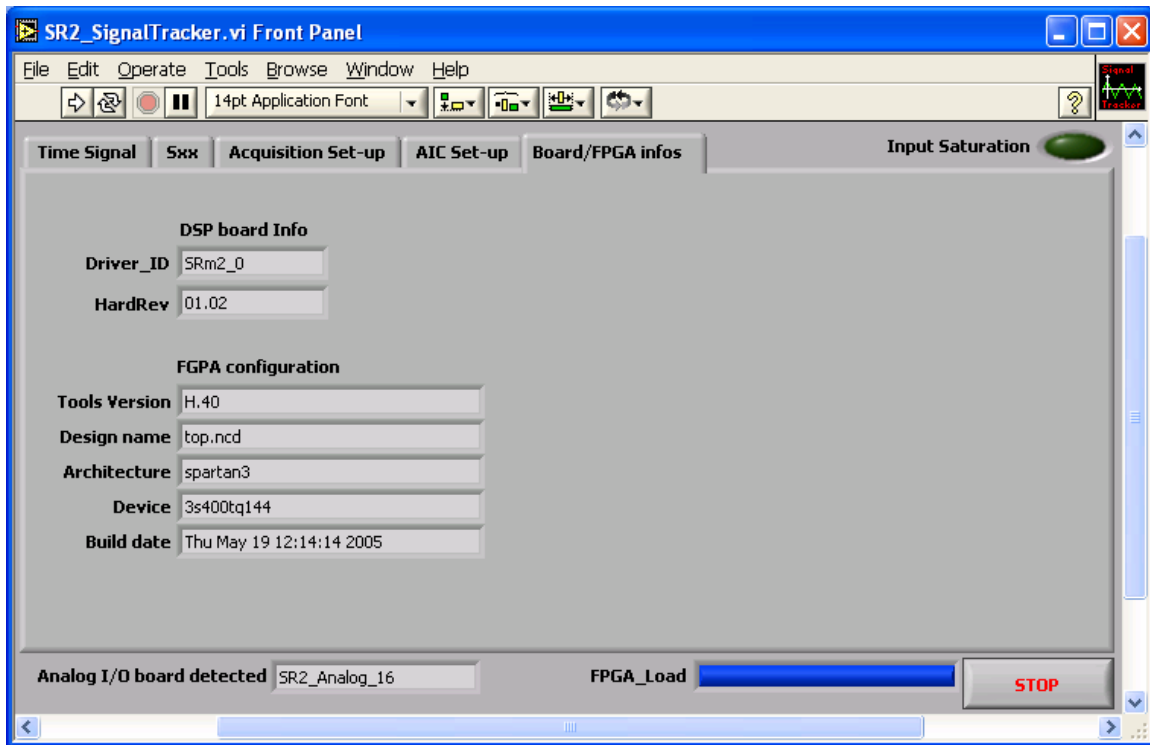 SR2_SignalTracker.vi Front Panel
File Edit Operate Tools Browse Window Help
14pt Application Font
?
Signal
Tracker
Time Signal Sxx Acquisition Set-up AIC Set-up Board/FPGA infos Input Saturation
DSP board Info
Driver_ID SRm2_0
HardRev 01.02
FGPA configuration
Tools Version H.40
Design name top.ncd
Architecture spartan3
Device 3s400tq144
Build date Thu May 19 12:14:14 2005
Analog I/O board detected SR2_Analog_16 FPGA_Load STOP